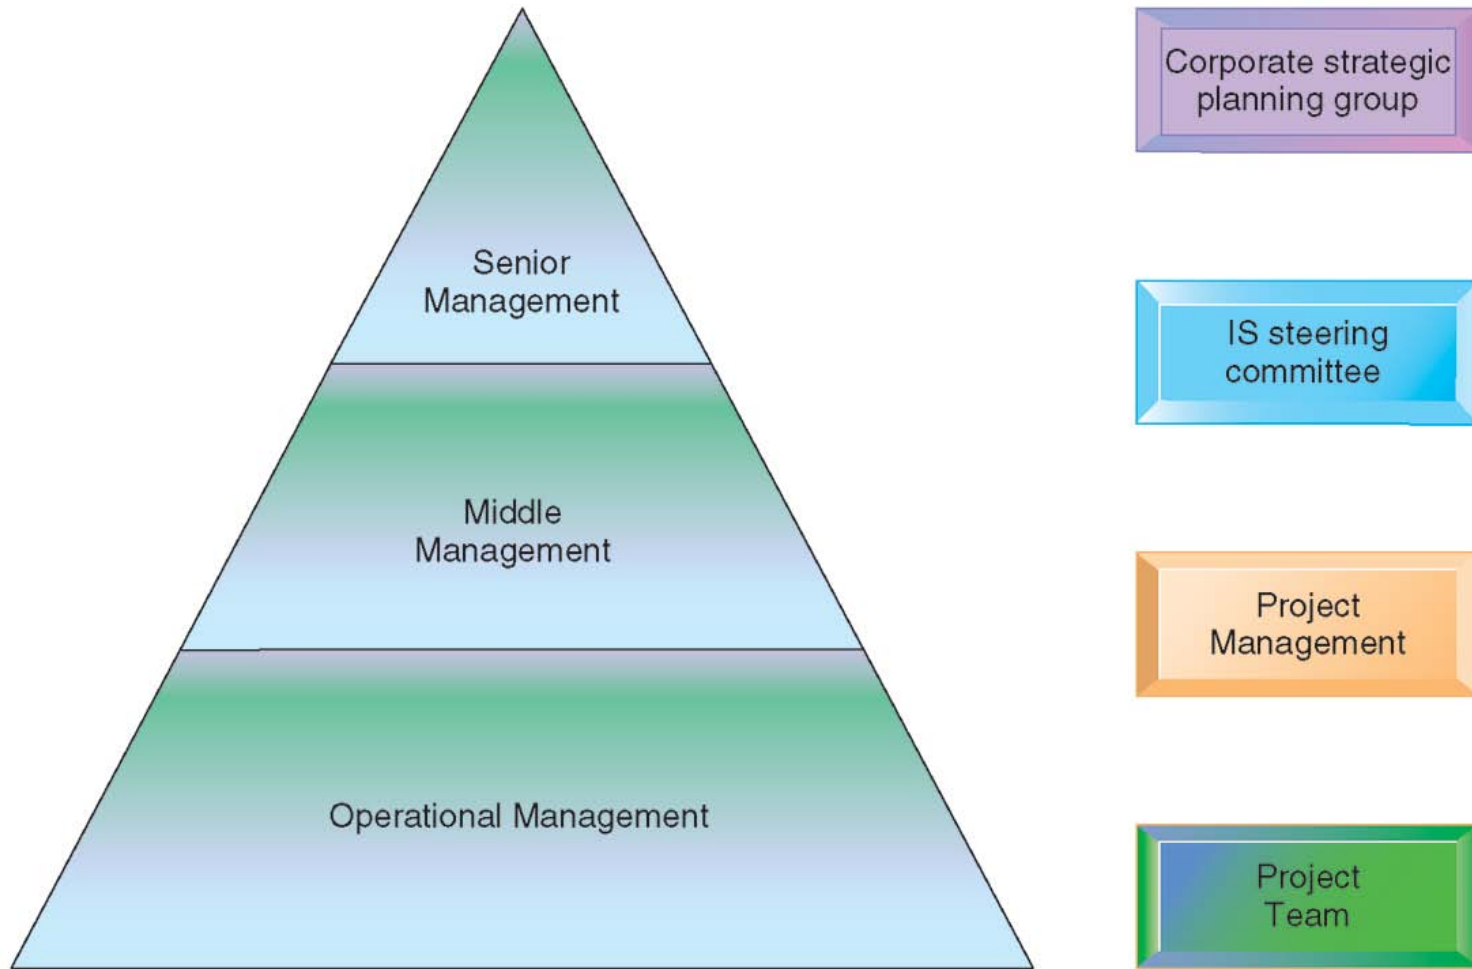 Senior
Management
Middle
Management
Operational Management
Corporate strategic
planning group
IS steering
committee
Project
Management
Project
Team